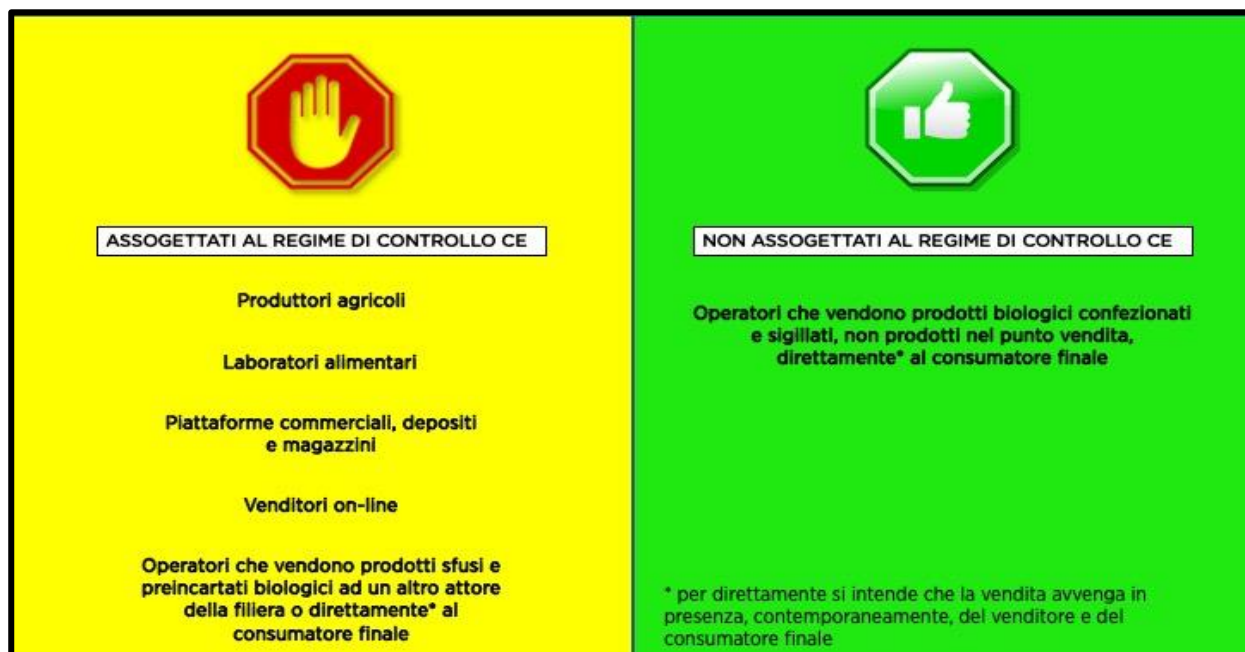 ASSOGETTATI AL REGIME DI CONTROLLO CE
Produttori agricoli
Laboratori alimentari
Piattaforme commerciali, depositi
e magazzini
Venditori on-line
Operatori che vendono prodotti sfusi e
preincartati biologici ad un altro attore
della filiera o direttamente* al
consumatore finale
NON ASSOGETTATI AL REGIME DI CONTROLLO CE
Operatori che vendono prodotti biologici confezionati
e sigillati, non prodotti nel punto vendita,
direttamente* al consumatore finale
* per direttamente si intende che la vendita avvenga in
presenza, contemporaneamente, del venditore e del
consumatore finale